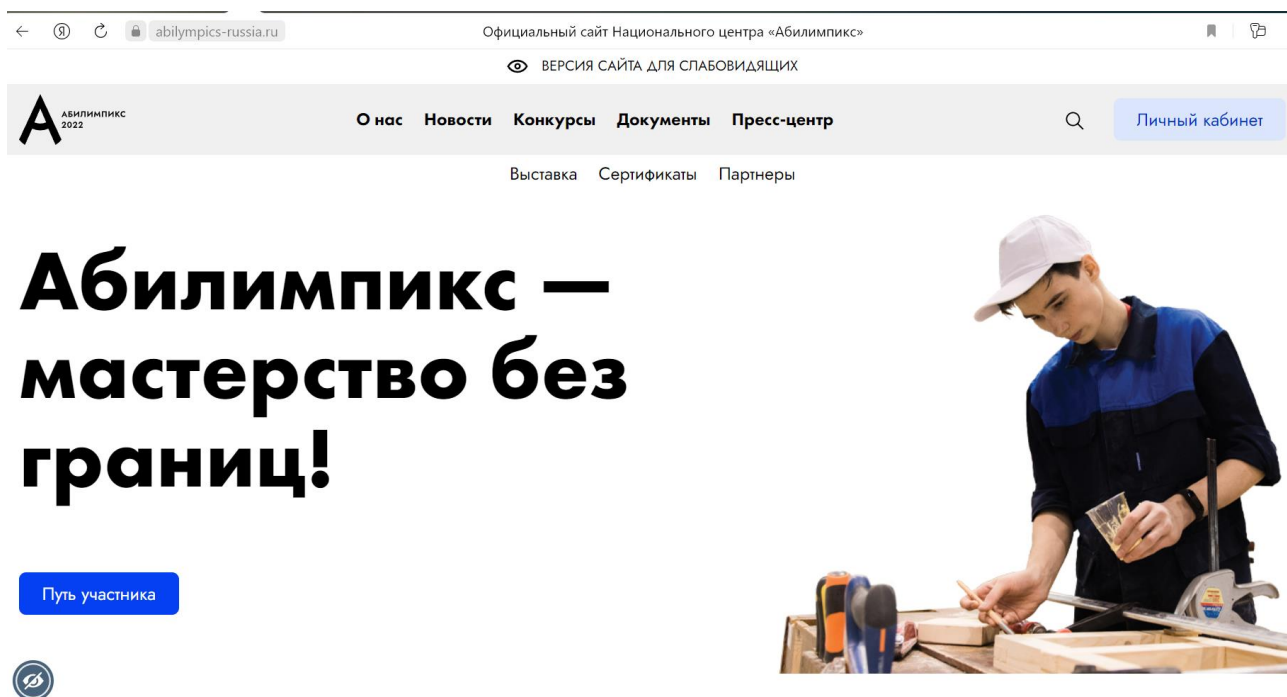 Я
abilympics-russia.ru
Официальный сайт Национального центра «Абилимпикс»
ВЕРСИЯ САЙТА ДЛЯ СЛАБОВИДЯЩИХ
АБИЛИМПИКС
2022
О нас Новости Конкурсы Документы Пресс-центр
Личный кабинет
Выставка Сертификаты Партнеры
Абилимпикс —
мастерство без
границ!
Путь участника